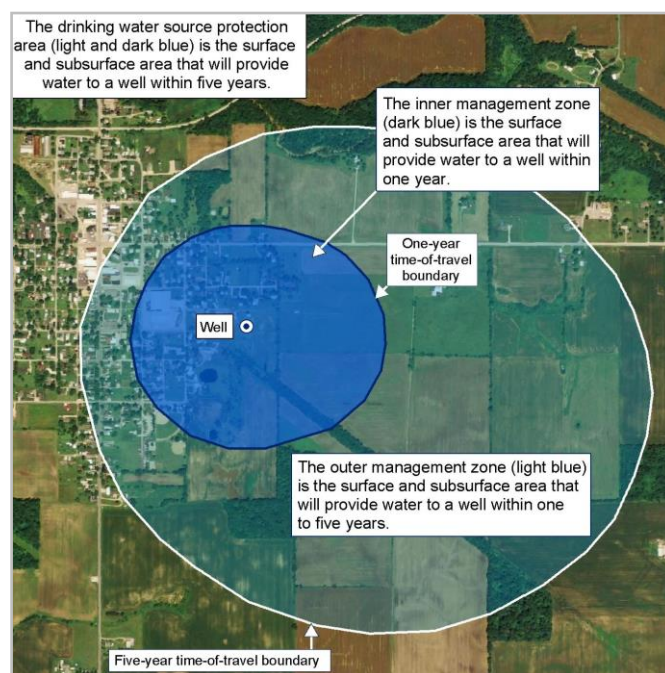 The drinking water source protection
area (light and dark blue) is the surface
and subsurface area that will provide
water to a well within five years.
The inner management zone
(dark blue) is the surface
and subsurface area that will
provide water to a well within
one year.
One-year
time-of-travel
boundary
Well
The outer management zone (light blue)
is the surface and subsurface area that
will provide water to a well within one
to five years.
Five-year time-of-travel boundary